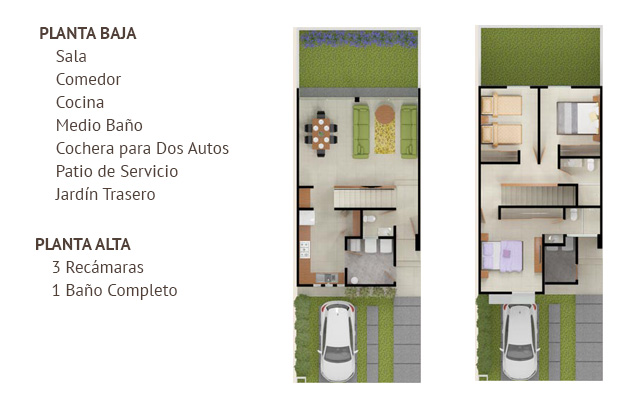 PLANTA BAJA
Sala
Comedor
Cocina
Medio Baño
Cochera para Dos Autos
Patio de Servicio
Jardín Trasero
PLANTA ALTA
3 Recámaras
1 Baño Completo